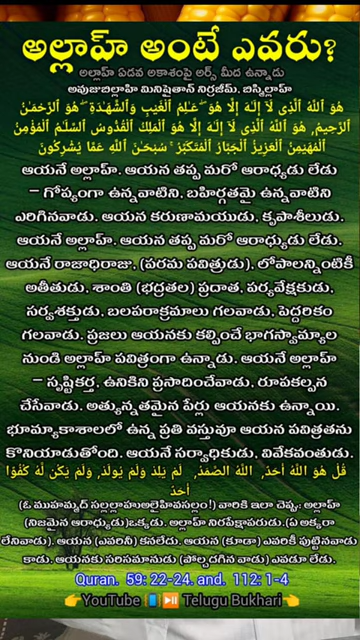 అల్లాహ్ అంటే ఎవరు?
అల్లాహ్ ఏడవ అకాశంపై అర్ష్ మీద ఉన్నాడు
అవుజుబిల్లాహి మినషైతాన్ నిర్రజీమ్. బిస్మిల్లాహ్
هُوَ اللَّهُ الَّذِي لَا إِلَٰهَ إِلَّا هُوَ ۖ عَالِمُ الْغَيْبِ وَالشَّهَادَةِ ۖ هُوَ الرَّحْمَٰنُ
الرَّحِيمُ, هُوَ اللَّهُ الَّذِي لَا إِلَٰهَ إِلَّا هُوَ الْمَلِكُ الْقُدُّوسُ السَّلَامُ الْمُؤْمِنُ
الْمُهَيْمِنُ الْعَزِيزُ الْجَبَّارُ الْمُتَكَبِّرُ ۚ سُبْحَانَ اللَّهِ عَمَّا يُشْرِكُونَ
ఆయనే అల్లాహ్. ఆయన తప్ప మరో ఆరాధ్యుడు లేడు
– గోప్యంగా ఉన్నవాటిని, బహిర్గతమై ఉన్నవాటిని
ఎరిగినవాడు. ఆయన కరుణామయుడు, కృపాశీలుడు.
ఆయనే అల్లాహ్. ఆయన తప్ప మరో ఆరాధ్యుడు లేడు.
ఆయనే రాజాధిరాజు, (పరమ పవిత్రుడు), లోపాలన్నింటికీ
అతీతుడు, శాంతి (భద్రతల) ప్రదాత, పర్యవేక్షకుడు,
సర్వశక్తుడు, బలపరాక్రమాలు గలవాడు, పెద్దరికం
గలవాడు. ప్రజలు ఆయనకు కల్పించే భాగస్వామ్యాల
నుండి అల్లాహ్ పవిత్రంగా ఉన్నాడు. ఆయనే అల్లాహ్
– సృష్టికర్త, ఉనికిని ప్రసాదించేవాడు, రూపకల్పన
చేసేవాడు. అత్యున్నతమైన పేర్లు ఆయనకు ఉన్నాయి.
భూమ్యాకాశాలలో ఉన్న ప్రతి వస్తువూ ఆయన పవిత్రతను
కొనియాడుతోంది. ఆయనే సర్వాధికుడు, వివేకవంతుడు.
قُلْ هُوَ اللَّهُ أَحَدٌ, اللَّهُ الصَّمَدُ, لَمْ يَلِدْ وَلَمْ يُولَدْ, وَلَمْ يَكُن لَّهُ كُفُوًا
أَحَدٌ
(ఓ ముహమ్మద్ సల్లల్లాహుఅలైహివసల్లం!) వారికి ఇలా చెప్పు: అల్లాహ్
(నిజమైన ఆరాధ్యుడు)ఒక్కడు. అల్లాహ్ నిరపేక్షాపరుడు,(ఏ అక్కరా
లేనివాడు). ఆయన (ఎవరినీ) కనలేదు. ఆయన (కూడా) ఎవరికీ పుట్టినవాడు
కాడు. ఆయనకు సరిసమానుడు (పోల్చదగిన వాడు) ఎవడూ లేడు.
Quran. 59: 22-24. and. 112: 1-4
👉YouTube 📱⏯️ Telugu Bukhari👈